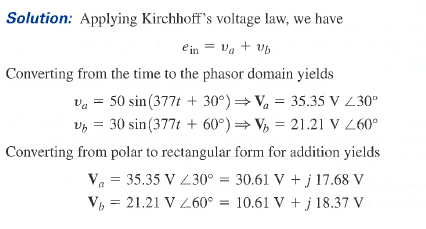 Solution: Applying Kirchhoff's voltage law, we have
e_in = v_a + v_b
Converting from the time to the phasor domain yields
v_a = 50 sin(377t + 30°) ⇒ V_a = 35.35 V ∠30°
v_b = 30 sin(377t + 60°) ⇒ V_b = 21.21 V ∠60°
Converting from polar to rectangular form for addition yields
V_a = 35.35 V ∠30° = 30.61 V + j 17.68 V
V_b = 21.21 V ∠60° = 10.61 V + j 18.37 V